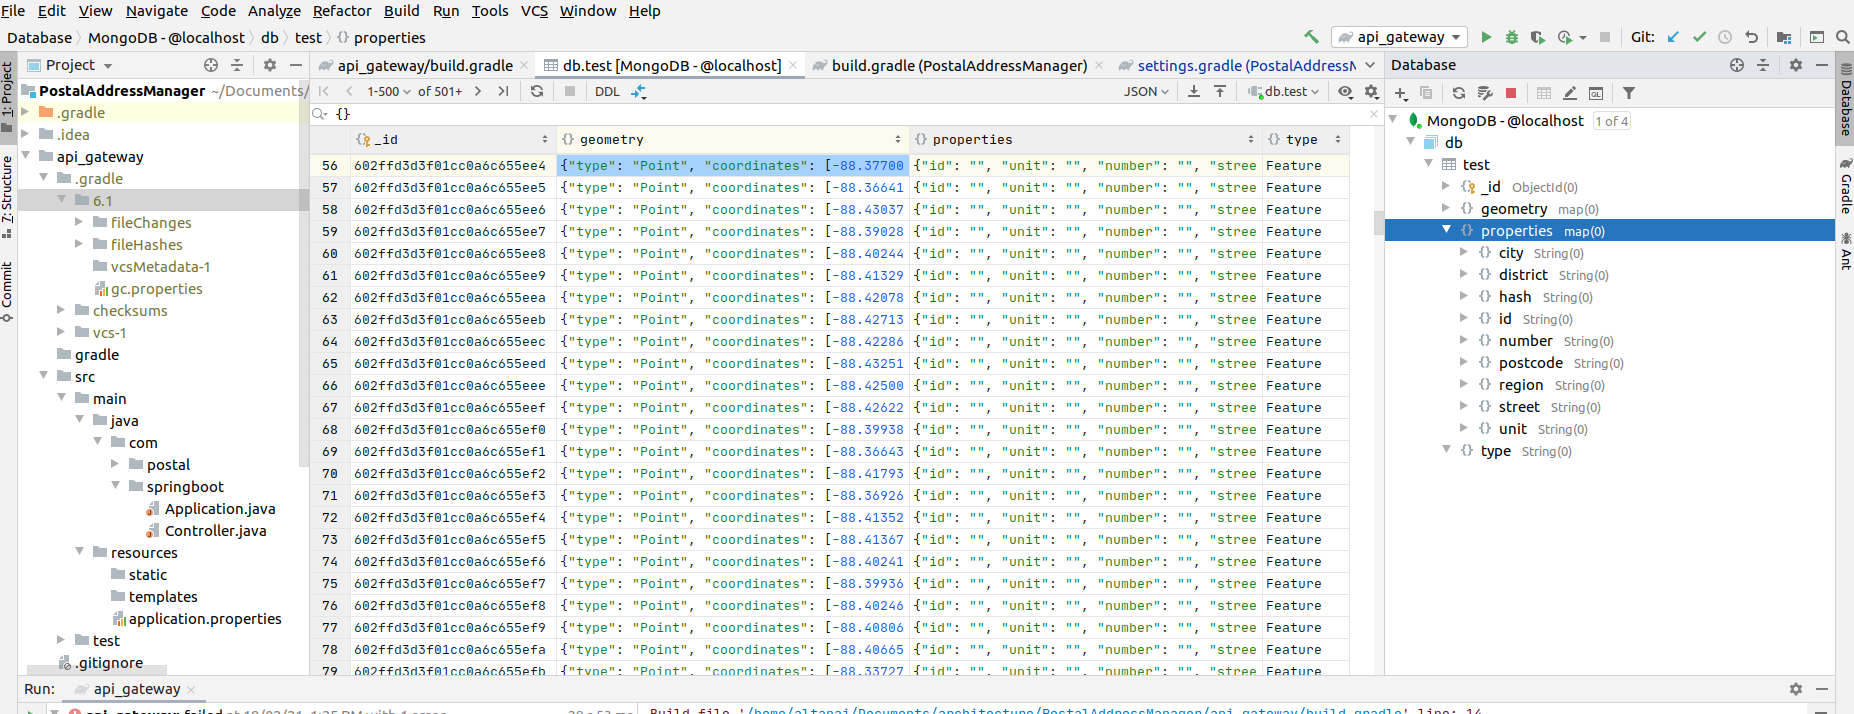 File Edit View Navigate Code Analyze Refactor Build Run Tools VCS Window Help
Database MongoDB - @localhost db test properties
api_gateway Git:
Project
api_gateway/build.gradle db.test [MongoDB - @localhost] build.gradle (PostalAddressManager) settings.gradle (PostalAddress
Database
1: Project
7: Structure
Commit
PostalAddressManager ~/Documents/
.gradle
.idea
api_gateway
.gradle
6.1
fileChanges
fileHashes
vcsMetadata-1
gc.properties
checksums
vcs-1
gradle
src
main
java
com
postal
springboot
Application.java
Controller.java
resources
static
templates
application.properties
test
.gitignore
1-500 of 501+ DDL JSON db.test
{}
_id geometry properties type
56 602ffd3d3f01cc0a6c655ee4 {"type": "Point", "coordinates": [-88.37700 {"id": "", "unit": "", "number": "", "stree Feature
57 602ffd3d3f01cc0a6c655ee5 {"type": "Point", "coordinates": [-88.36641 {"id": "", "unit": "", "number": "", "stree Feature
58 602ffd3d3f01cc0a6c655ee6 {"type": "Point", "coordinates": [-88.43037 {"id": "", "unit": "", "number": "", "stree Feature
59 602ffd3d3f01cc0a6c655ee7 {"type": "Point", "coordinates": [-88.39028 {"id": "", "unit": "", "number": "", "stree Feature
60 602ffd3d3f01cc0a6c655ee8 {"type": "Point", "coordinates": [-88.40244 {"id": "", "unit": "", "number": "", "stree Feature
61 602ffd3d3f01cc0a6c655ee9 {"type": "Point", "coordinates": [-88.41329 {"id": "", "unit": "", "number": "", "stree Feature
62 602ffd3d3f01cc0a6c655eea {"type": "Point", "coordinates": [-88.42078 {"id": "", "unit": "", "number": "", "stree Feature
63 602ffd3d3f01cc0a6c655eeb {"type": "Point", "coordinates": [-88.42713 {"id": "", "unit": "", "number": "", "stree Feature
64 602ffd3d3f01cc0a6c655eec {"type": "Point", "coordinates": [-88.42286 {"id": "", "unit": "", "number": "", "stree Feature
65 602ffd3d3f01cc0a6c655eed {"type": "Point", "coordinates": [-88.43251 {"id": "", "unit": "", "number": "", "stree Feature
66 602ffd3d3f01cc0a6c655eee {"type": "Point", "coordinates": [-88.42500 {"id": "", "unit": "", "number": "", "stree Feature
67 602ffd3d3f01cc0a6c655eef {"type": "Point", "coordinates": [-88.42622 {"id": "", "unit": "", "number": "", "stree Feature
68 602ffd3d3f01cc0a6c655ef0 {"type": "Point", "coordinates": [-88.39938 {"id": "", "unit": "", "number": "", "stree Feature
69 602ffd3d3f01cc0a6c655ef1 {"type": "Point", "coordinates": [-88.36643 {"id": "", "unit": "", "number": "", "stree Feature
70 602ffd3d3f01cc0a6c655ef2 {"type": "Point", "coordinates": [-88.41793 {"id": "", "unit": "", "number": "", "stree Feature
71 602ffd3d3f01cc0a6c655ef3 {"type": "Point", "coordinates": [-88.36926 {"id": "", "unit": "", "number": "", "stree Feature
72 602ffd3d3f01cc0a6c655ef4 {"type": "Point", "coordinates": [-88.41352 {"id": "", "unit": "", "number": "", "stree Feature
73 602ffd3d3f01cc0a6c655ef5 {"type": "Point", "coordinates": [-88.41367 {"id": "", "unit": "", "number": "", "stree Feature
74 602ffd3d3f01cc0a6c655ef6 {"type": "Point", "coordinates": [-88.40241 {"id": "", "unit": "", "number": "", "stree Feature
75 602ffd3d3f01cc0a6c655ef7 {"type": "Point", "coordinates": [-88.39936 {"id": "", "unit": "", "number": "", "stree Feature
76 602ffd3d3f01cc0a6c655ef8 {"type": "Point", "coordinates": [-88.40246 {"id": "", "unit": "", "number": "", "stree Feature
77 602ffd3d3f01cc0a6c655ef9 {"type": "Point", "coordinates": [-88.40806 {"id": "", "unit": "", "number": "", "stree Feature
78 602ffd3d3f01cc0a6c655efa {"type": "Point", "coordinates": [-88.40665 {"id": "", "unit": "", "number": "", "stree Feature
79 602ffd3d3f01cc0a6c655efb {"type": "Point", "coordinates": [-88.33727 {"id": "", "unit": "", "number": "", "stree Feature
MongoDB - @localhost 1 of 4
db
test
_id ObjectId(0)
geometry map(0)
properties map(0)
city String(0)
district String(0)
hash String(0)
id String(0)
number String(0)
postcode String(0)
region String(0)
street String(0)
unit String(0)
type String(0)
Database
Gradle
Ant
Run: api_gateway
api_gateway: failed Build file '/home/altanai/Documents/architecture/PostalAddressManager/api_gateway/build.gradle' line: 14